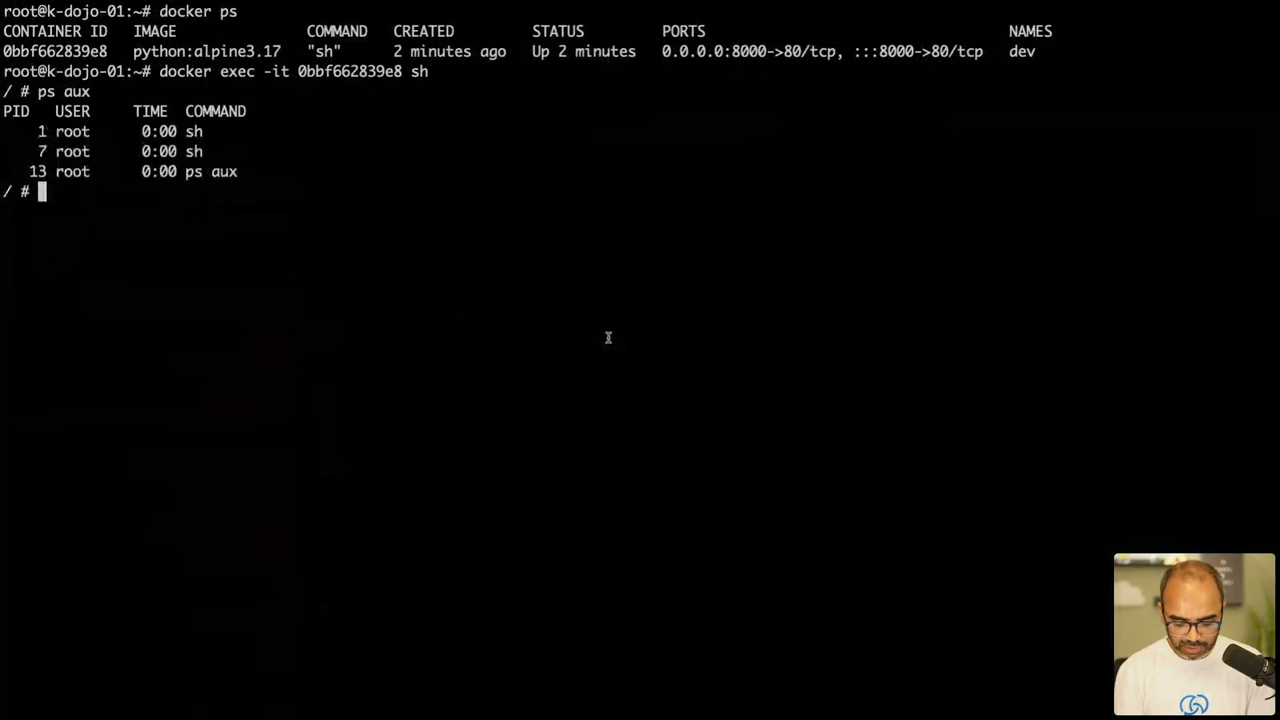 root@k-dojo-01:~# docker ps
CONTAINER ID   IMAGE               COMMAND   CREATED         STATUS         PORTS                                   NAMES
0bbf662839e8   python:alpine3.17   "sh"      2 minutes ago   Up 2 minutes   0.0.0.0:8000->80/tcp, :::8000->80/tcp   dev
root@k-dojo-01:~# docker exec -it 0bbf662839e8 sh
/ # ps aux
PID   USER     TIME  COMMAND
    1 root      0:00 sh
    7 root      0:00 sh
   13 root      0:00 ps aux
/ #